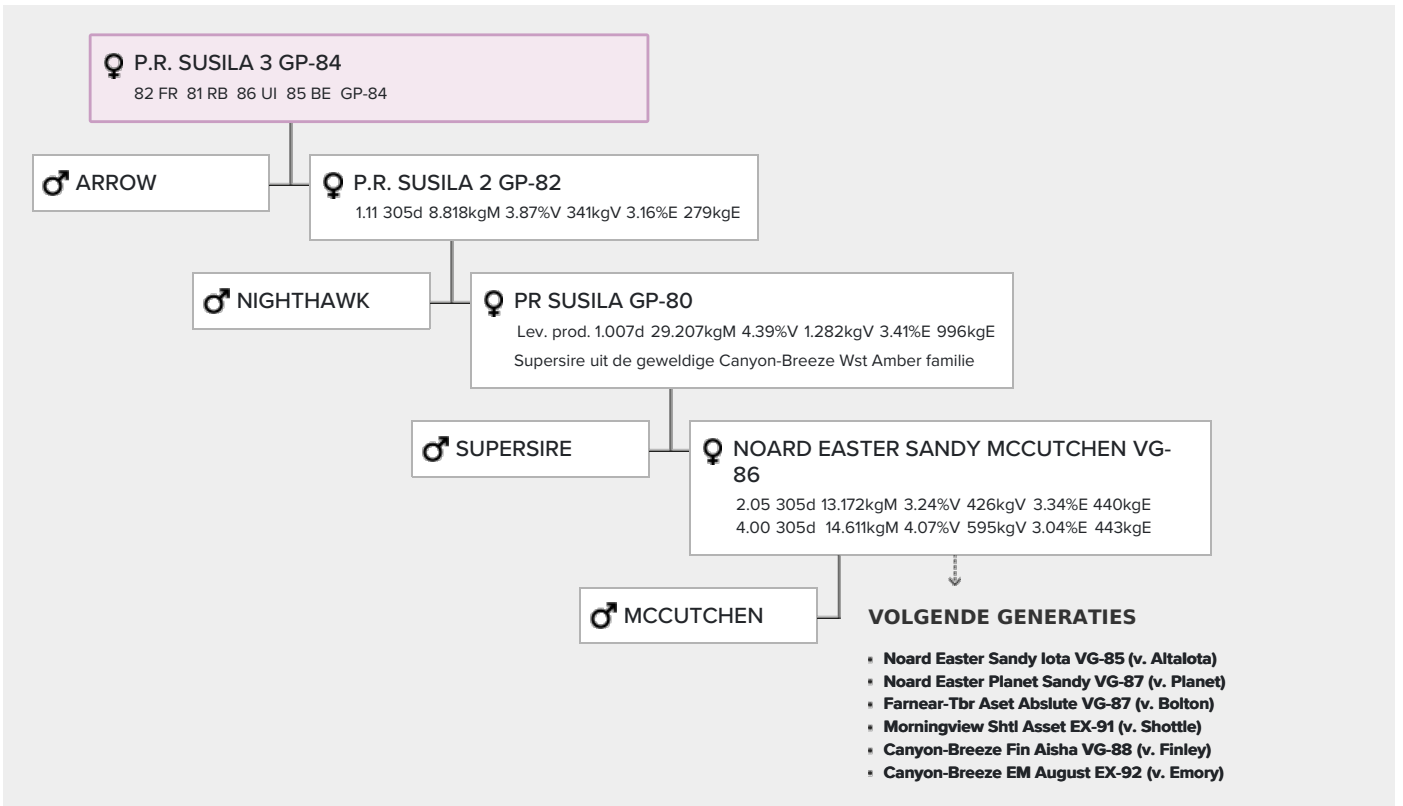 P.R. SUSILA 3 GP-84
82 FR 81 RB 86 UI 85 BE GP-84
ARROW
P.R. SUSILA 2 GP-82
1.11 305d 8.818kgM 3.87%V 341kgV 3.16%E 279kgE
NIGHTHAWK
PR SUSILA GP-80
Lev. prod. 1.007d 29.207kgM 4.39%V 1.282kgV 3.41%E 996kgE
Supersire uit de geweldige Canyon-Breeze Wst Amber familie
SUPERSIRE
NOARD EASTER SANDY MCCUTCHEN VG-
86
2.05 305d 13.172kgM 3.24%V 426kgV 3.34%E 440kgE
4.00 305d 14.611kgM 4.07%V 595kgV 3.04%E 443kgE
MCCUTCHEN
VOLGENDE GENERATIES
Noard Easter Sandy Iota VG-85 (v. AltaIota)
Noard Easter Planet Sandy VG-87 (v. Planet)
Farnear-Tbr Aset Abslute VG-87 (v. Bolton)
Morningview Shtl Asset EX-91 (v. Shottle)
Canyon-Breeze Fin Aisha VG-88 (v. Finley)
Canyon-Breeze EM August EX-92 (v. Emory)